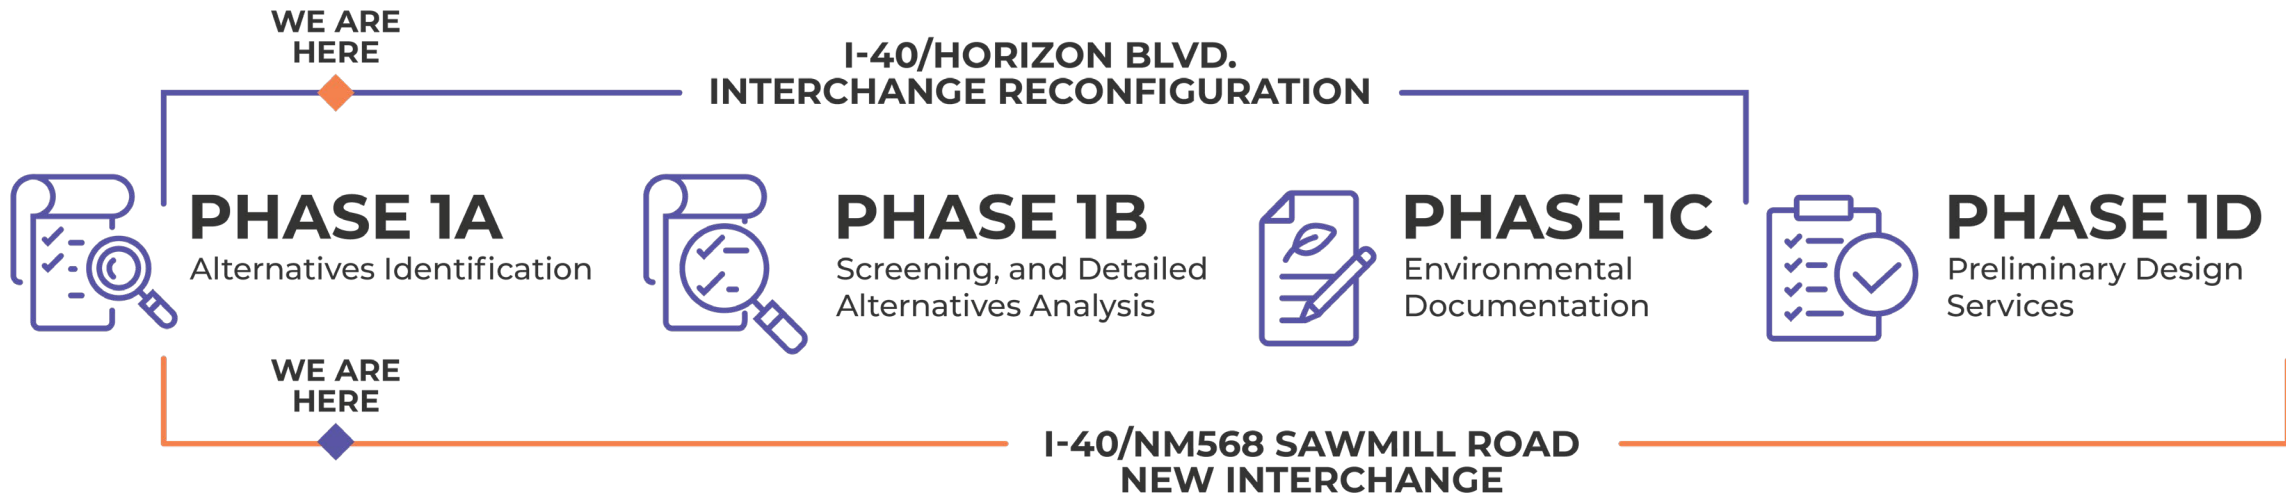 WE ARE
HERE
I-40/HORIZON BLVD.
INTERCHANGE RECONFIGURATION
PHASE 1A
Alternatives Identification
PHASE 1B
Screening, and Detailed
Alternatives Analysis
PHASE 1C
Environmental
Documentation
PHASE 1D
Preliminary Design
Services
WE ARE
HERE
I-40/NM568 SAWMILL ROAD
NEW INTERCHANGE